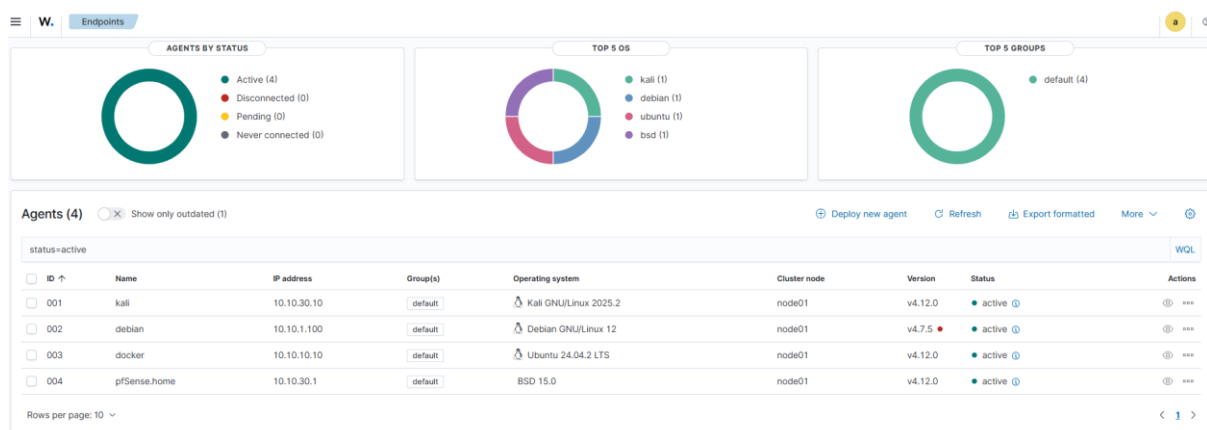 W. Endpoints a
AGENTS BY STATUS
Active (4)
Disconnected (0)
Pending (0)
Never connected (0)
TOP 5 OS
kali (1)
debian (1)
ubuntu (1)
bsd (1)
TOP 5 GROUPS
default (4)
Agents (4) Show only outdated (1) Deploy new agent Refresh Export formatted More
status=active WQL
ID Name IP address Group(s) Operating system Cluster node Version Status Actions
001 kali 10.10.30.10 default Kali GNU/Linux 2025.2 node01 v4.12.0 active
002 debian 10.10.1.100 default Debian GNU/Linux 12 node01 v4.7.5 active
003 docker 10.10.10.10 default Ubuntu 24.04.2 LTS node01 v4.12.0 active
004 pfSense.home 10.10.30.1 default BSD 15.0 node01 v4.12.0 active
Rows per page: 10 1